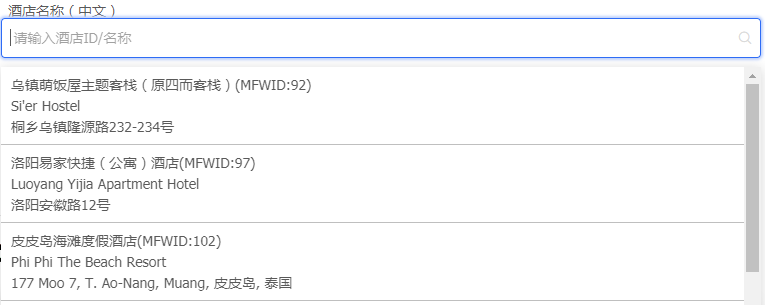 酒店名称（中文）
请输入酒店ID/名称
乌镇萌饭屋主题客栈（原四而客栈）(MFWID:92)
Si'er Hostel
桐乡乌镇隆源路232-234号
洛阳易家快捷（公寓）酒店(MFWID:97)
Luoyang Yijia Apartment Hotel
洛阳安徽路12号
皮皮岛海滩度假酒店(MFWID:102)
Phi Phi The Beach Resort
177 Moo 7, T. Ao-Nang, Muang, 皮皮岛, 泰国